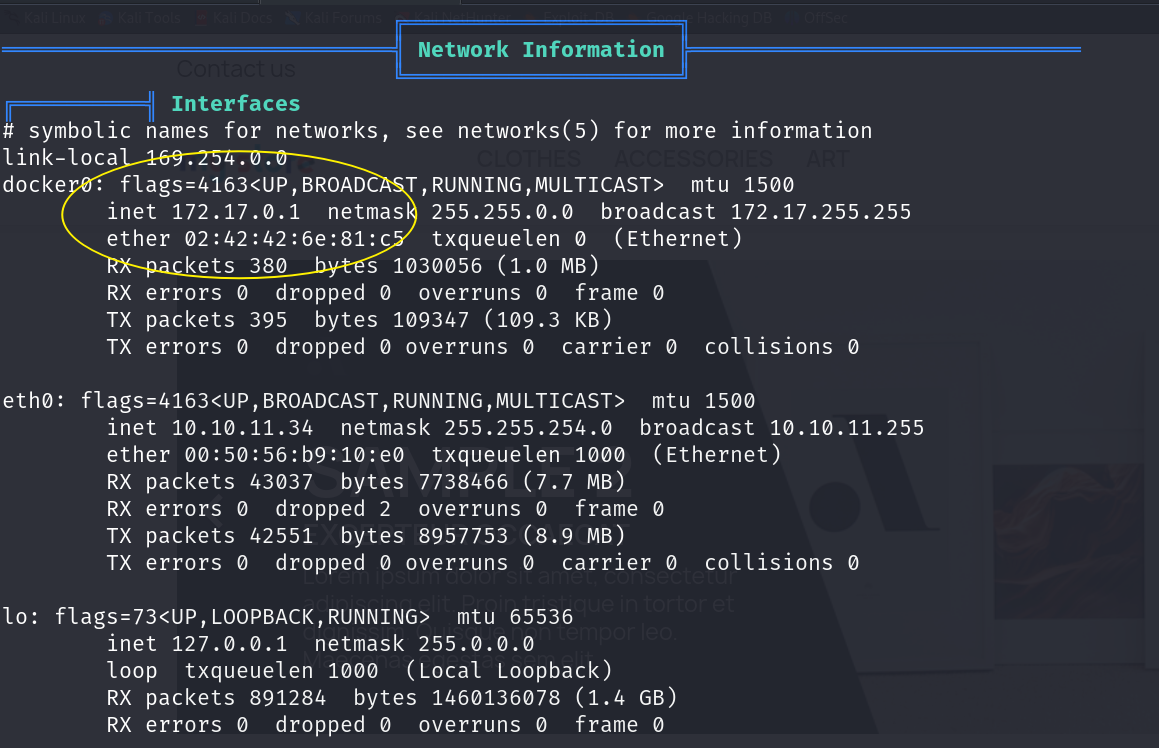 Kali Linux Kali Tools Kali Docs Kali Forums Kali NetHunter Exploit-DB Google Hacking DB OffSec
Network Information
Contact us
Interfaces
# symbolic names for networks, see networks(5) for more information
link-local 169.254.0.0
CLOTHES ACCESSORIES ART
docker0: flags=4163<UP,BROADCAST,RUNNING,MULTICAST>  mtu 1500
inet 172.17.0.1  netmask 255.255.0.0  broadcast 172.17.255.255
ether 02:42:42:6e:81:c5  txqueuelen 0  (Ethernet)
RX packets 380  bytes 1030056 (1.0 MB)
RX errors 0  dropped 0  overruns 0  frame 0
TX packets 395  bytes 109347 (109.3 KB)
TX errors 0  dropped 0 overruns 0  carrier 0  collisions 0
eth0: flags=4163<UP,BROADCAST,RUNNING,MULTICAST>  mtu 1500
inet 10.10.11.34  netmask 255.255.254.0  broadcast 10.10.11.255
ether 00:50:56:b9:10:e0  txqueuelen 1000  (Ethernet)
SAMPLE 2
RX packets 43037  bytes 7738466 (7.7 MB)
RX errors 0  dropped 2  overruns 0  frame 0
TX packets 42551  bytes 8957753 (8.9 MB)
TX errors 0  dropped 0 overruns 0  carrier 0  collisions 0
Lorem ipsum dolor sit amet, consectetur
adipiscing elit. Proin tristique in tortor et
lo: flags=73<UP,LOOPBACK,RUNNING>  mtu 65536
dignissim. Quisque non tempor leo.
inet 127.0.0.1  netmask 255.0.0.0
Maecenas egestas sem elit
loop  txqueuelen 1000  (Local Loopback)
RX packets 891284  bytes 1460136078 (1.4 GB)
RX errors 0  dropped 0  overruns 0  frame 0